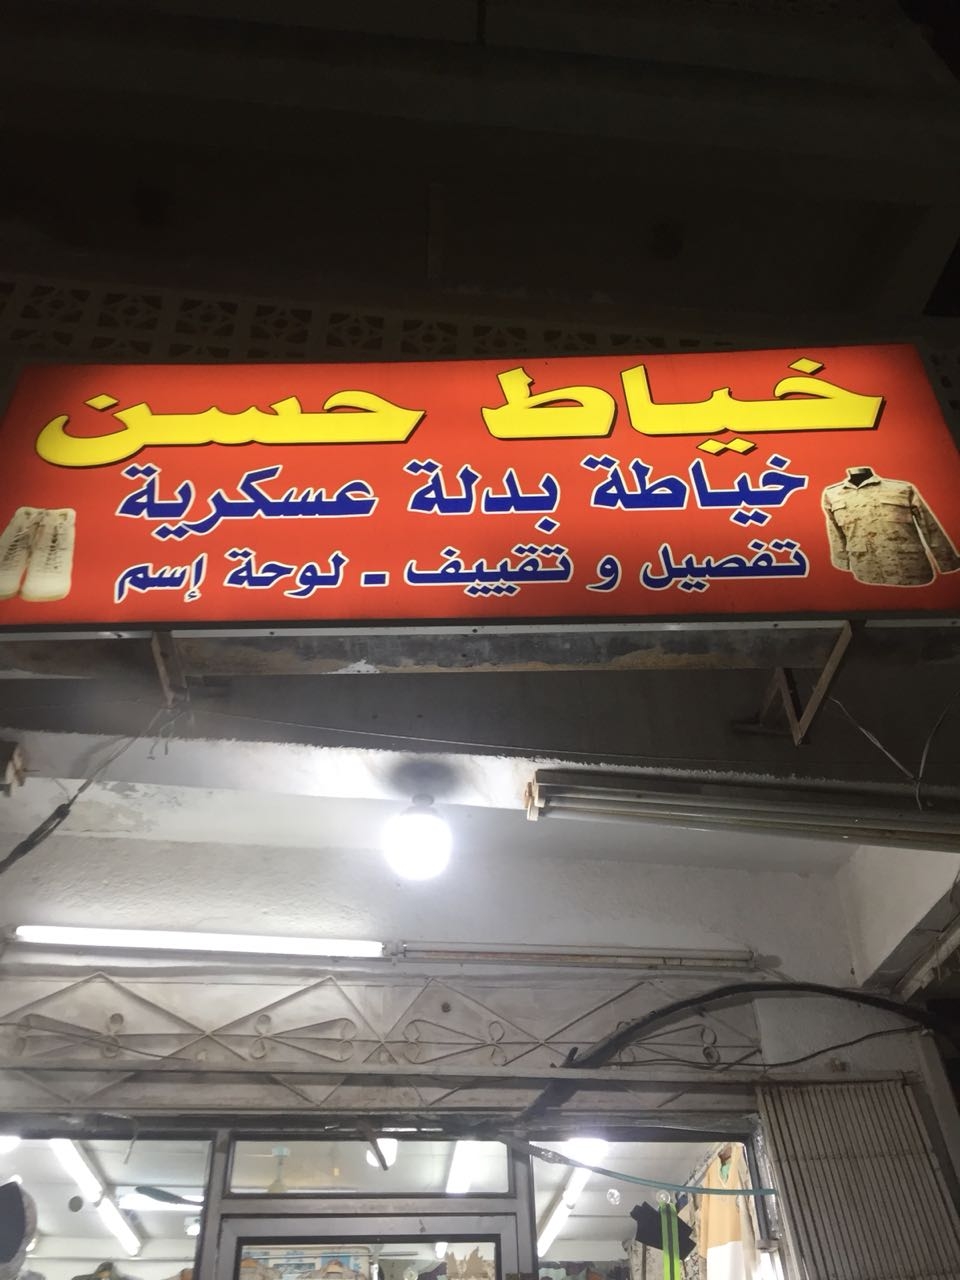 خياط حسن
خياطة بدلة عسكرية
تفصيل و تقييف - لوحة إسم